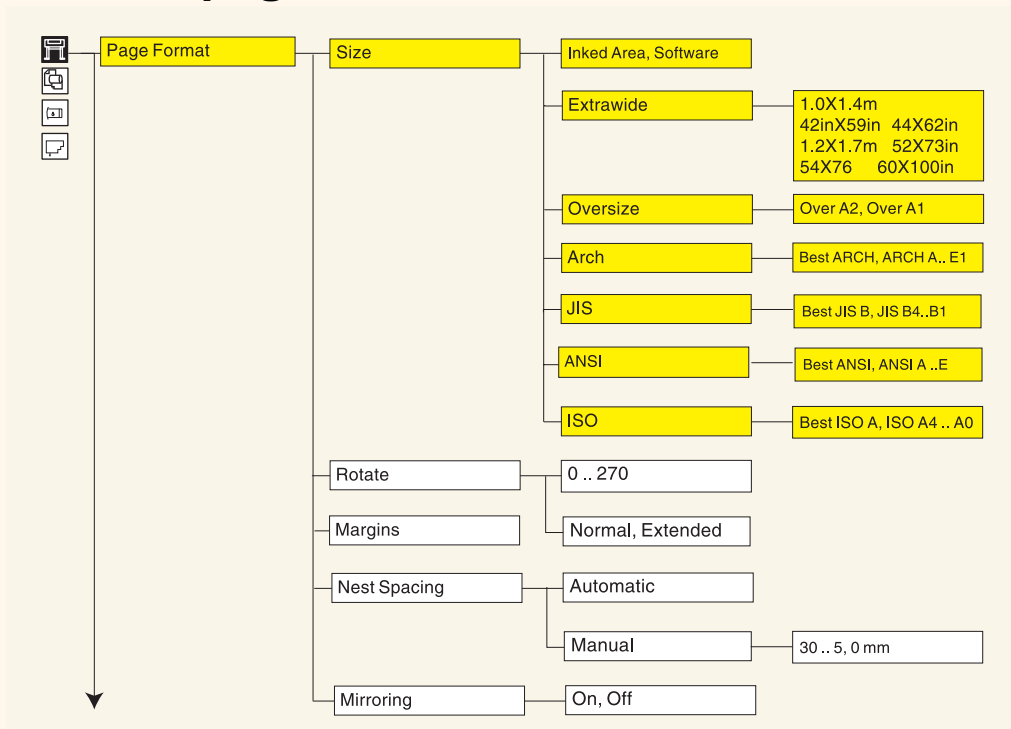 Page Format
Size
Inked Area, Software
Extrawide
1.0X1.4m
42inX59in 44X62in
1.2X1.7m 52X73in
54X76 60X100in
Oversize
Over A2, Over A1
Arch
Best ARCH, ARCH A.. E1
JIS
Best JIS B, JIS B4..B1
ANSI
Best ANSI, ANSI A ..E
ISO
Best ISO A, ISO A4 .. A0
Rotate
0 .. 270
Normal, Extended
Margins
Nest Spacing
Automatic
Manual
30 .. 5, 0 mm
Mirroring
On, Off